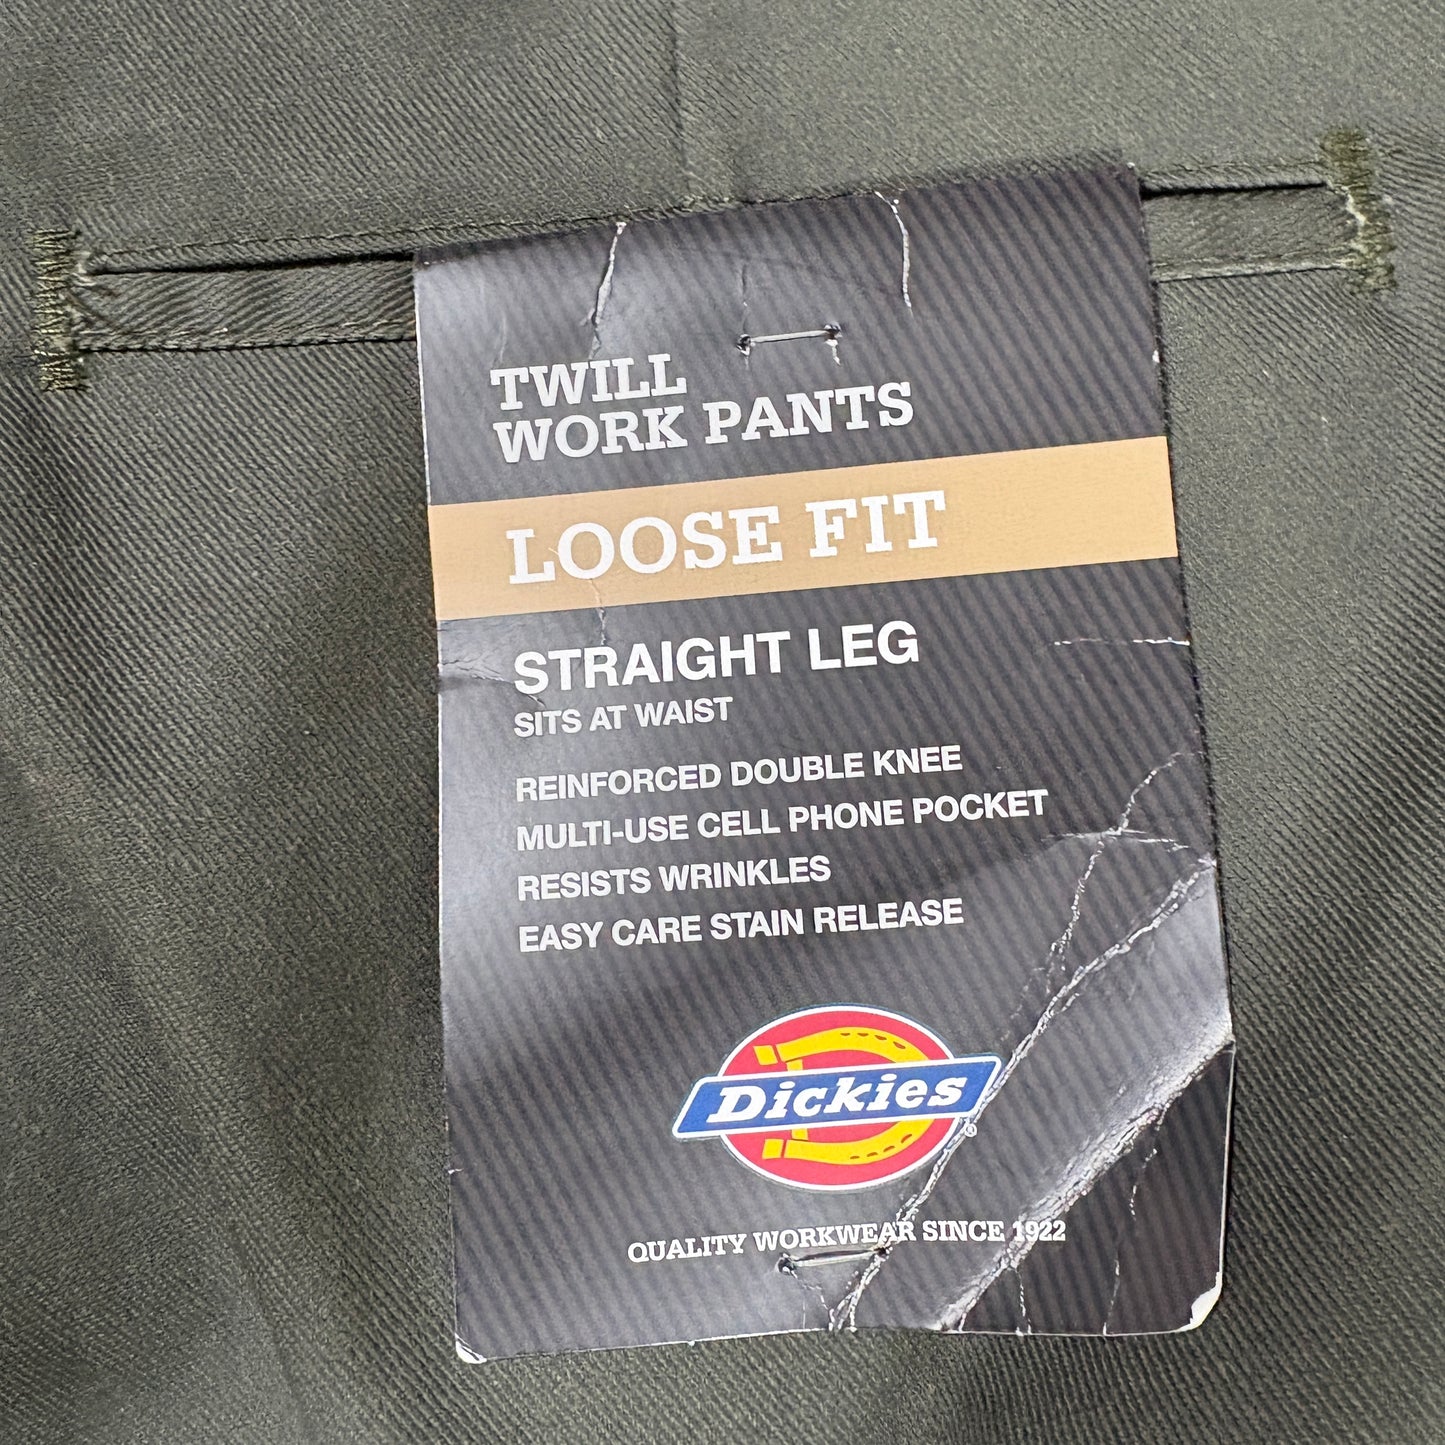 TWILL
WORK PANTS
LOOSE FIT
STRAIGHT LEG
SITS AT WAIST
REINFORCED DOUBLE KNEE
MULTI-USE CELL PHONE POCKET
RESISTS WRINKLES
EASY CARE STAIN RELEASE
Dickies®
QUALITY WORKWEAR SINCE 1922